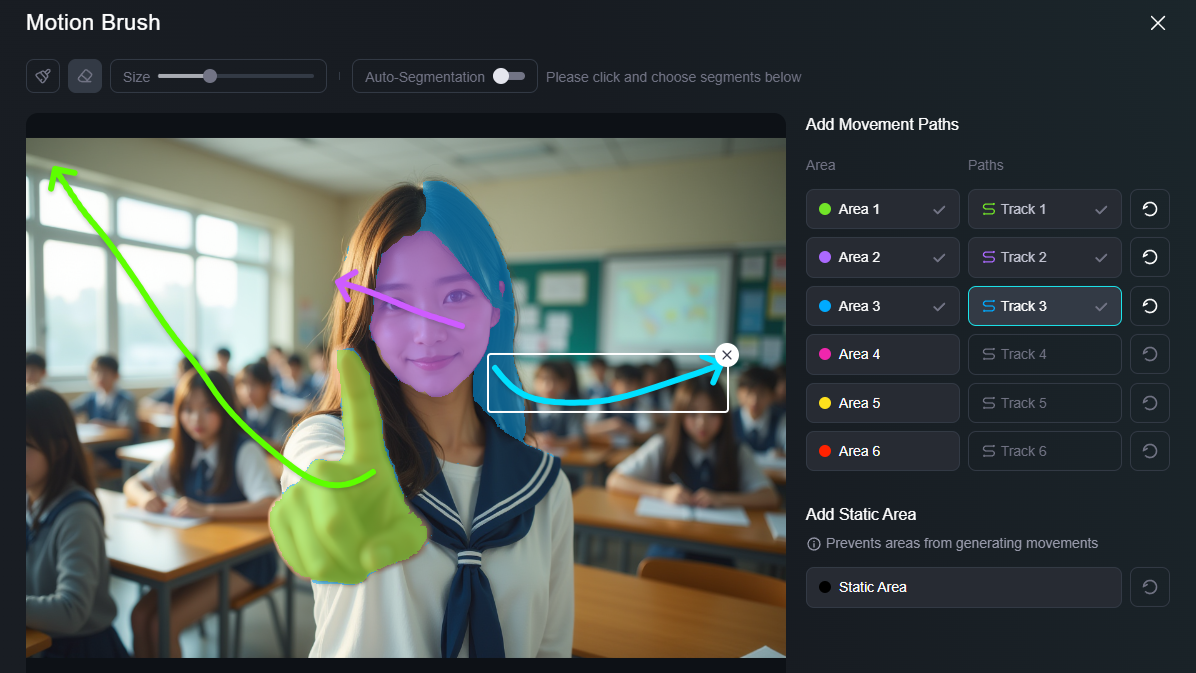 Motion Brush
Size
Auto-Segmentation
Please click and choose segments below
Add Movement Paths
Area Paths
Area 1 Track 1
Area 2 Track 2
Area 3 Track 3
Area 4 Track 4
Area 5 Track 5
Area 6 Track 6
Add Static Area
Prevents areas from generating movements
Static Area